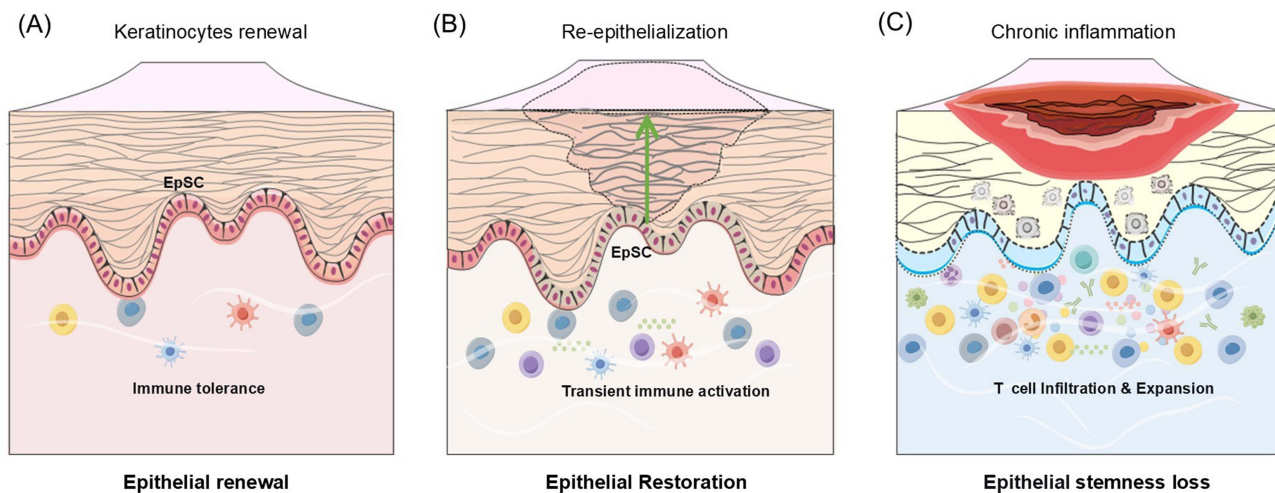 (A)
Keratinocytes renewal
EpSC
Immune tolerance
Epithelial renewal
(B)
Re-epithelialization
EpSC
Transient immune activation
Epithelial Restoration
(C)
Chronic inflammation
T cell Infiltration & Expansion
Epithelial stemness loss